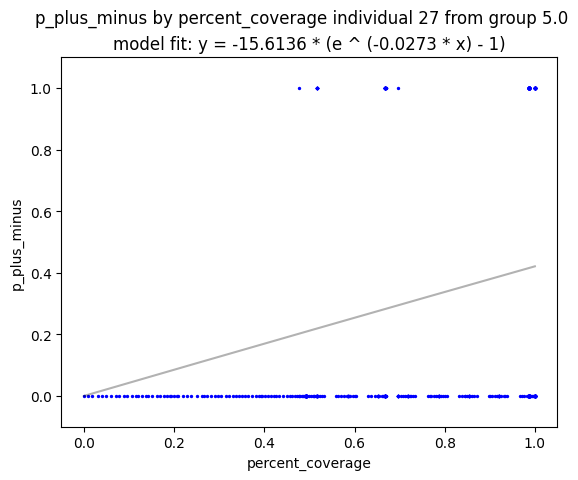 p_plus_minus by percent_coverage individual 27 from group 5.0
model fit: y = -15.6136 * (e ^ (-0.0273 * x) - 1)
1.0
0.8
0.6
0.4
0.2
0.0
p_plus_minus
0.0 0.2 0.4 0.6 0.8 1.0
percent_coverage